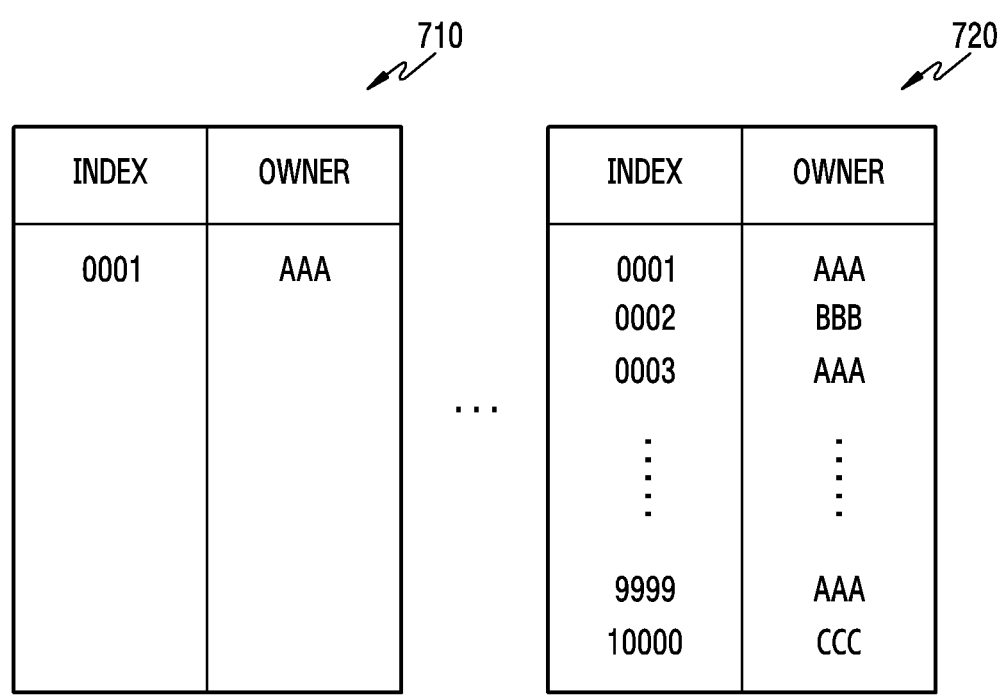 710
INDEX OWNER
0001 AAA
...
720
INDEX OWNER
0001 AAA
0002 BBB
0003 AAA
9999 AAA
10000 CCC